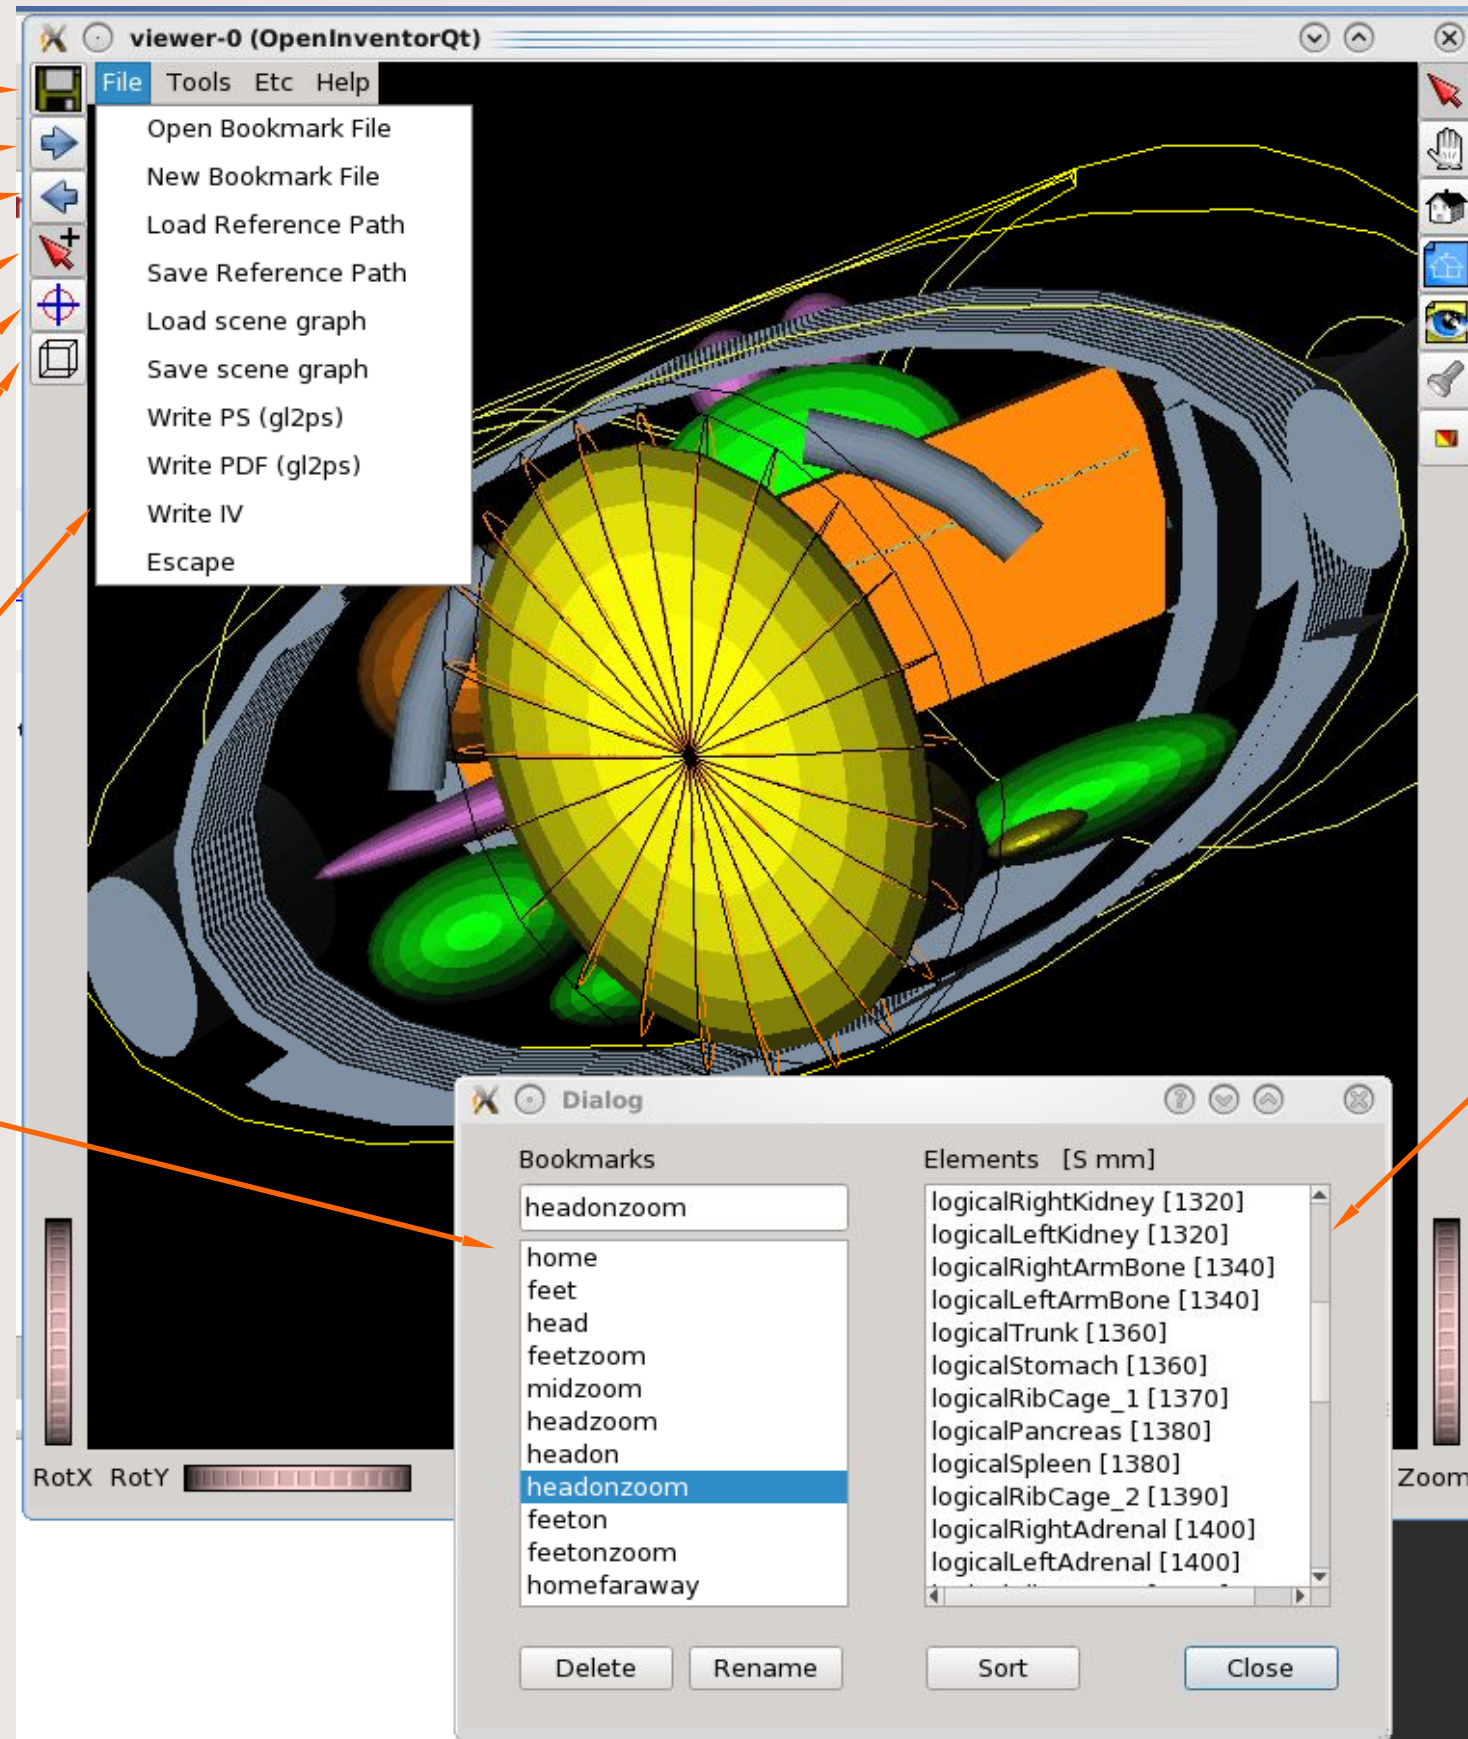 viewer-0 (OpenInventorQt)
File Tools Etc Help
Open Bookmark File
New Bookmark File
Load Reference Path
Save Reference Path
Load scene graph
Save scene graph
Write PS (gl2ps)
Write PDF (gl2ps)
Write IV
Escape
Dialog
Bookmarks
headonzoom
home
feet
head
feetzoom
midzoom
headzoom
headon
headonzoom
feeton
feetonzoom
homefaraway
Delete Rename
Elements [S mm]
logicalRightKidney [1320]
logicalLeftKidney [1320]
logicalRightArmBone [1340]
logicalLeftArmBone [1340]
logicalTrunk [1360]
logicalStomach [1360]
logicalRibCage_1 [1370]
logicalPancreas [1380]
logicalSpleen [1380]
logicalRibCage_2 [1390]
logicalRightAdrenal [1400]
logicalLeftAdrenal [1400]
Sort Close
RotX RotY
Zoom